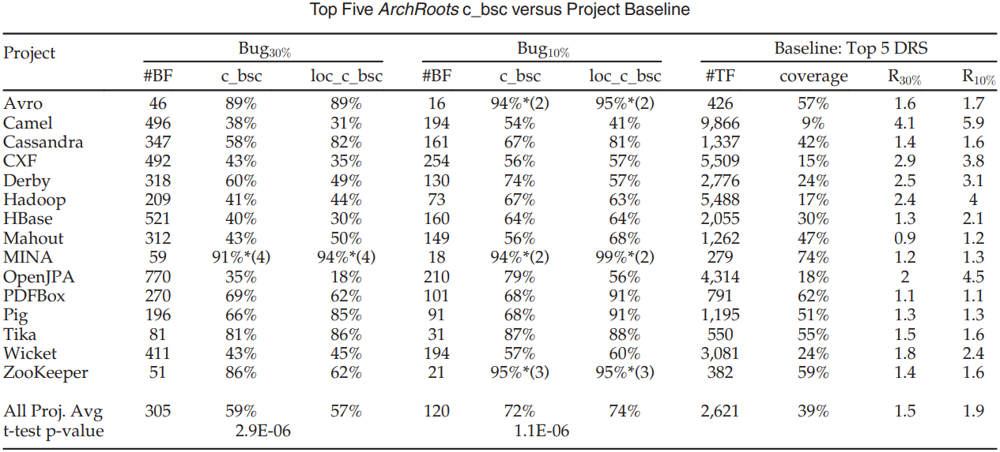 Top Five ArchRoots c_bsc versus Project Baseline
Project Bug30% Bug10% Baseline: Top 5 DRS
#BF c_bsc loc_c_bsc #BF c_bsc loc_c_bsc #TF coverage R30% R10%
Avro 46 89% 89% 16 94%*(2) 95%*(2) 426 57% 1.6 1.7
Camel 496 38% 31% 194 54% 41% 9,866 9% 4.1 5.9
Cassandra 347 58% 82% 161 67% 81% 1,337 42% 1.4 1.6
CXF 492 43% 35% 254 56% 57% 5,509 15% 2.9 3.8
Derby 318 60% 49% 130 74% 57% 2,776 24% 2.5 3.1
Hadoop 209 41% 44% 73 67% 63% 5,488 17% 2.4 4
HBase 521 40% 30% 160 64% 64% 2,055 30% 1.3 2.1
Mahout 312 43% 50% 149 56% 68% 1,262 47% 0.9 1.2
MINA 59 91%*(4) 94%*(4) 18 94%*(2) 99%*(2) 279 74% 1.2 1.3
OpenJPA 770 35% 18% 210 79% 56% 4,314 18% 2 4.5
PDFBox 270 69% 62% 101 68% 91% 791 62% 1.1 1.1
Pig 196 66% 85% 91 68% 91% 1,195 51% 1.3 1.3
Tika 81 81% 86% 31 87% 88% 550 55% 1.5 1.6
Wicket 411 43% 45% 194 57% 60% 3,081 24% 1.8 2.4
ZooKeeper 51 86% 62% 21 95%*(3) 95%*(3) 382 59% 1.4 1.6
All Proj. Avg 305 59% 57% 120 72% 74% 2,621 39% 1.5 1.9
t-test p-value 2.9E-06 1.1E-06